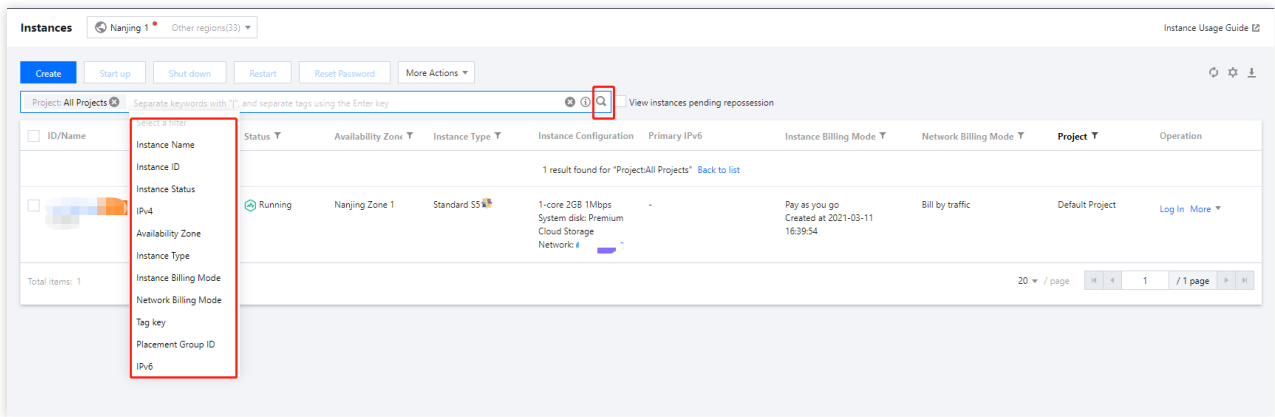 Instances Nanjing 1 Other regions(33) Instance Usage Guide
Create Start up Shut down Restart Reset Password More Actions
Project: All Projects Separate keywords with "|", and separate tags using the Enter key View instances pending repossession
Select a filter
Instance Name
Instance ID
Instance Status
IPv4
Availability Zone
Instance Type
Instance Billing Mode
Network Billing Mode
Tag key
Placement Group ID
IPv6
ID/Name Status Availability Zone Instance Type Instance Configuration Primary IPv6 Instance Billing Mode Network Billing Mode Project Operation
1 result found for "Project:All Projects" Back to list
Running Nanjing Zone 1 Standard S5 1-core 2GB 1Mbps - Pay as you go Bill by traffic Default Project Log In More
System disk: Premium Created at 2021-03-11
Cloud Storage 16:39:54
Network:
Total items: 1 20 / page 1 / 1 page